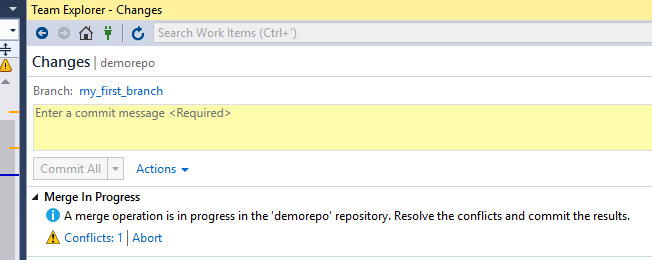 Team Explorer - Changes
Search Work Items (Ctrl+')
Changes | demorepo
Branch: my_first_branch
Enter a commit message <Required>
Commit All Actions
Merge In Progress
A merge operation is in progress in the 'demorepo' repository. Resolve the conflicts and commit the results.
Conflicts: 1 | Abort